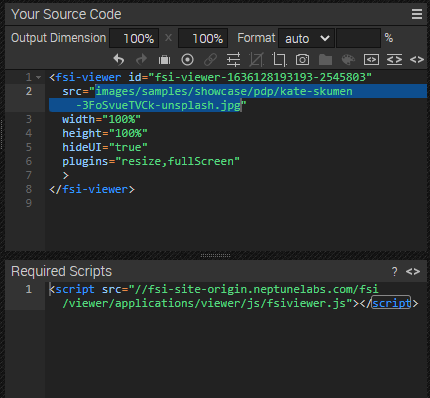 Your Source Code
Output Dimension 100% x 100% Format auto %
1 <fsi-viewer id="fsi-viewer-1636128193193-2545803"
2 src="images/samples/showcase/pdp/kate-skumen
-3FoSvueTVCk-unsplash.jpg"
3 width="100%"
4 height="100%"
5 hideUI="true"
6 plugins="resize,fullScreen"
7 >
8 </fsi-viewer>
9
Required Scripts ? <>
1 <script src="//fsi-site-origin.neptunelabs.com/fsi
/viewer/applications/viewer/js/fsiviewer.js"></script>